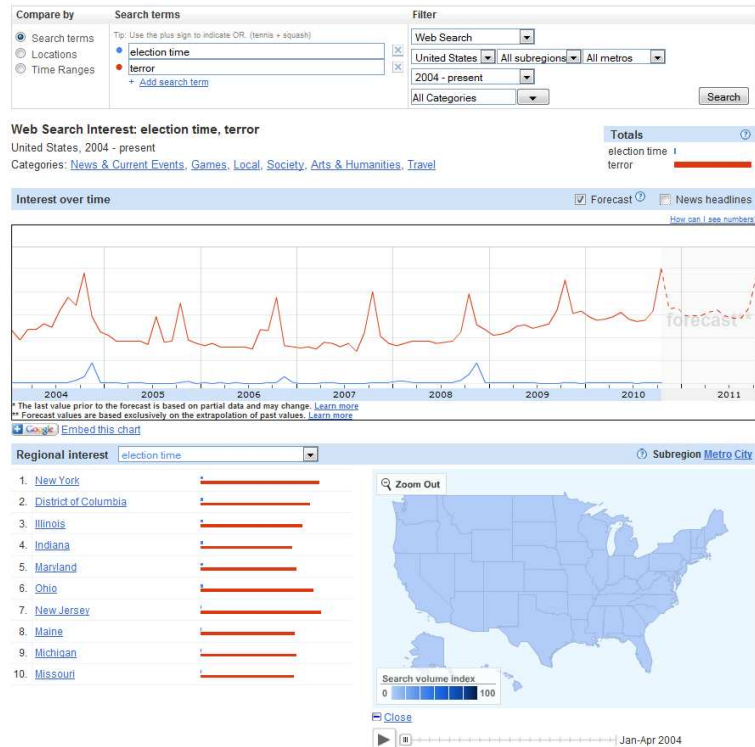 Compare by Search terms Filter
Search terms
Locations
Time Ranges
Tip: Use the plus sign to indicate OR. (tennis + squash)
election time
terror
+ Add search term
Web Search
United States All subregions All metros
2004 - present
All Categories
Search
Web Search Interest: election time, terror
United States, 2004 - present
Categories: News & Current Events, Games, Local, Society, Arts & Humanities, Travel
Totals ?
election time
terror
Interest over time Forecast ? News headlines
How can I see numbers?
forecast**
2004 2005 2006 2007 2008 2009 2010 2011
* The last value prior to the forecast is based on partial data and may change. Learn more
** Forecast values are based exclusively on the extrapolation of past values. Learn more
+ Google Embed this chart
Regional interest election time ? Subregion Metro City
1. New York
2. District of Columbia
3. Illinois
4. Indiana
5. Maryland
6. Ohio
7. New Jersey
8. Maine
9. Michigan
10. Missouri
Zoom Out
Search volume index
0 100
Close
Jan-Apr 2004